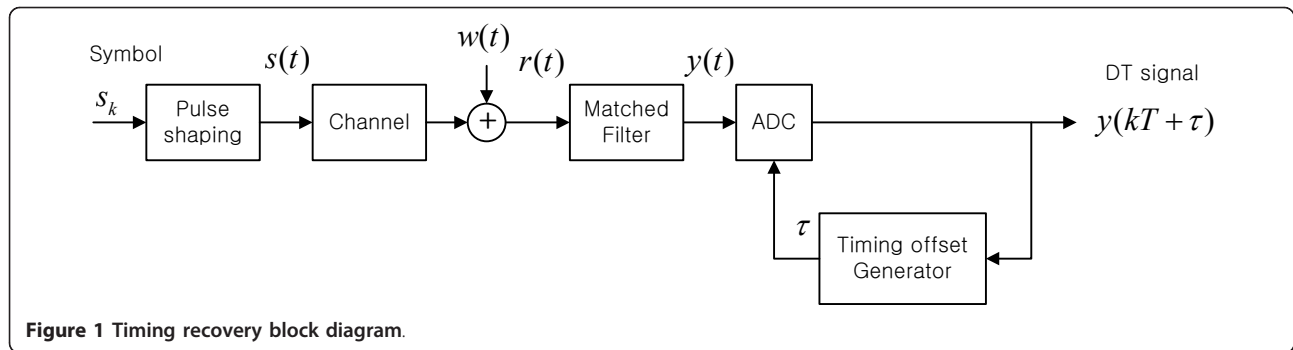 Symbol
s_k
Pulse
shaping
s(t)
Channel
w(t)
+
r(t)
Matched
Filter
y(t)
ADC
DT signal
y(kT + τ)
τ
Timing offset
Generator
Figure 1 Timing recovery block diagram.